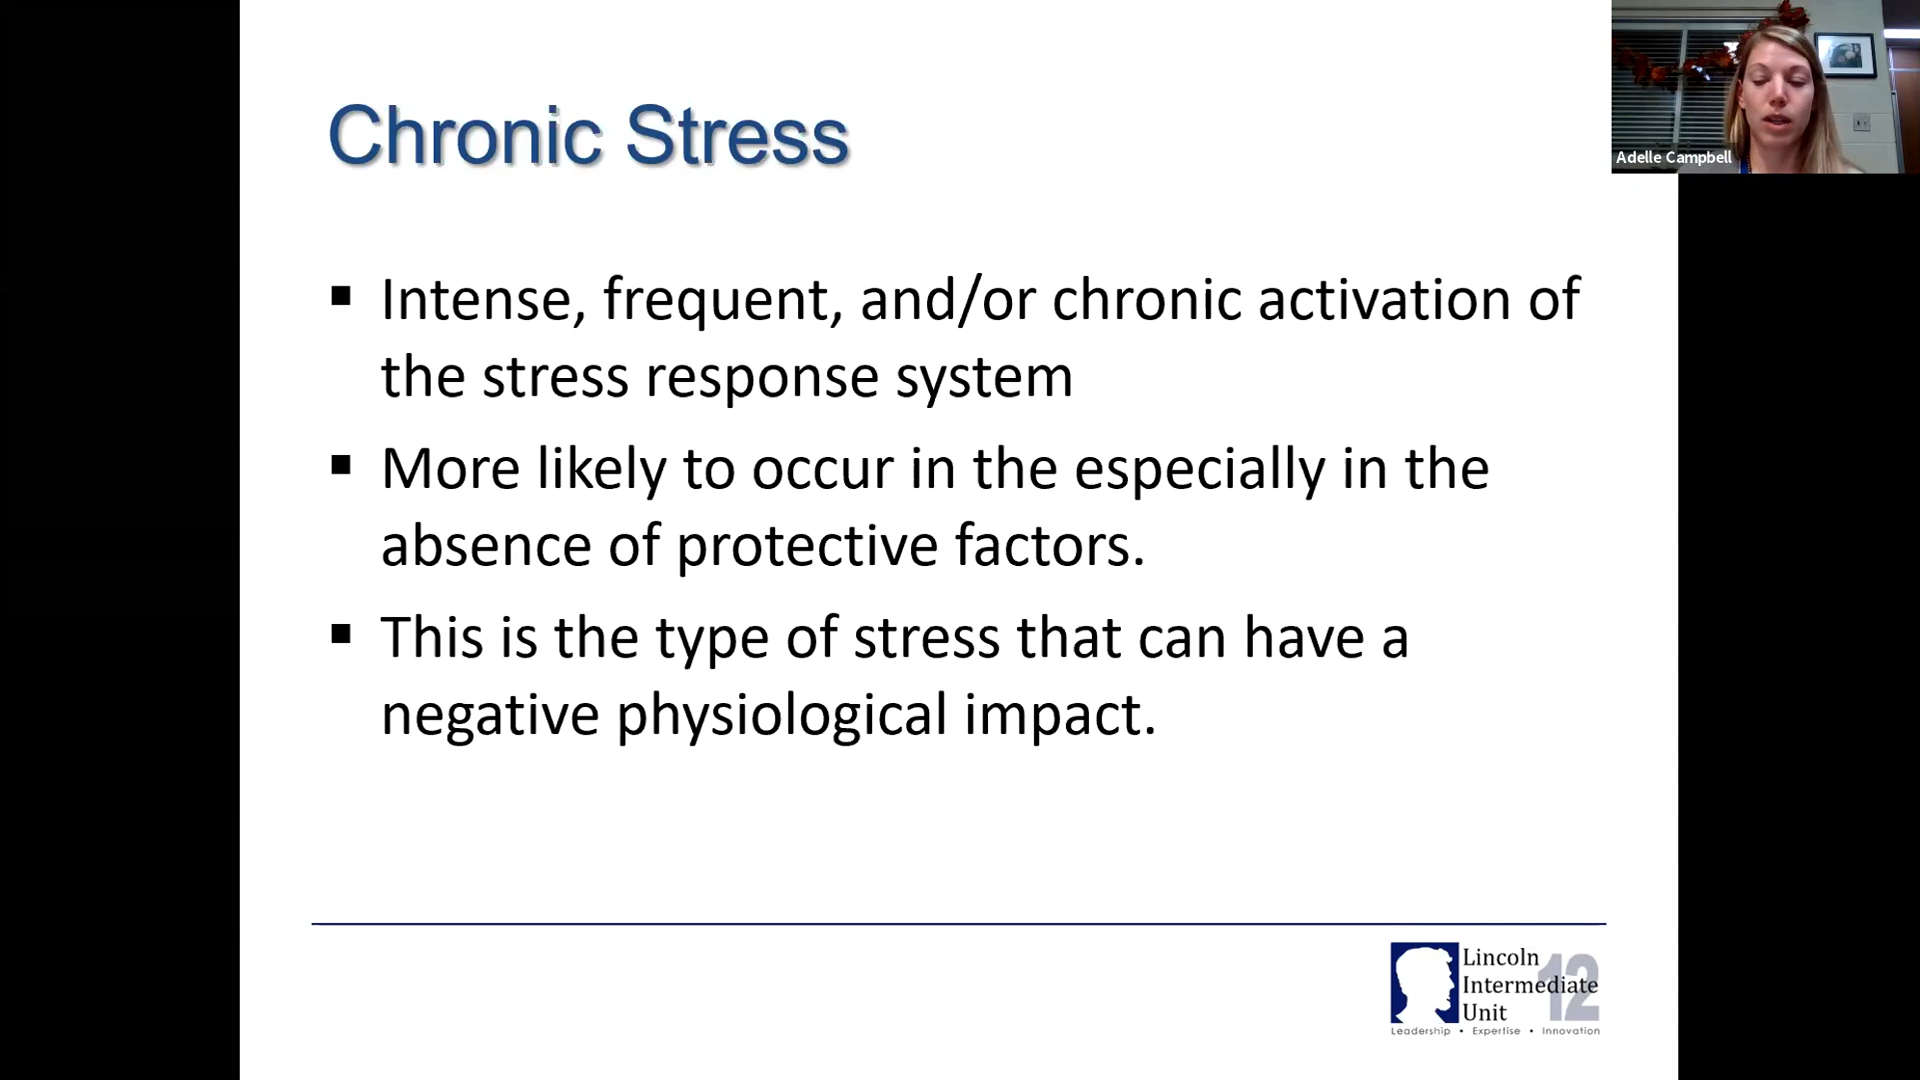 Chronic Stress
Adelle Campbell
▪ Intense, frequent, and/or chronic activation of
the stress response system
▪ More likely to occur in the especially in the
absence of protective factors.
▪ This is the type of stress that can have a
negative physiological impact.
Lincoln
Intermediate 12
Unit
Leadership • Expertise • Innovation